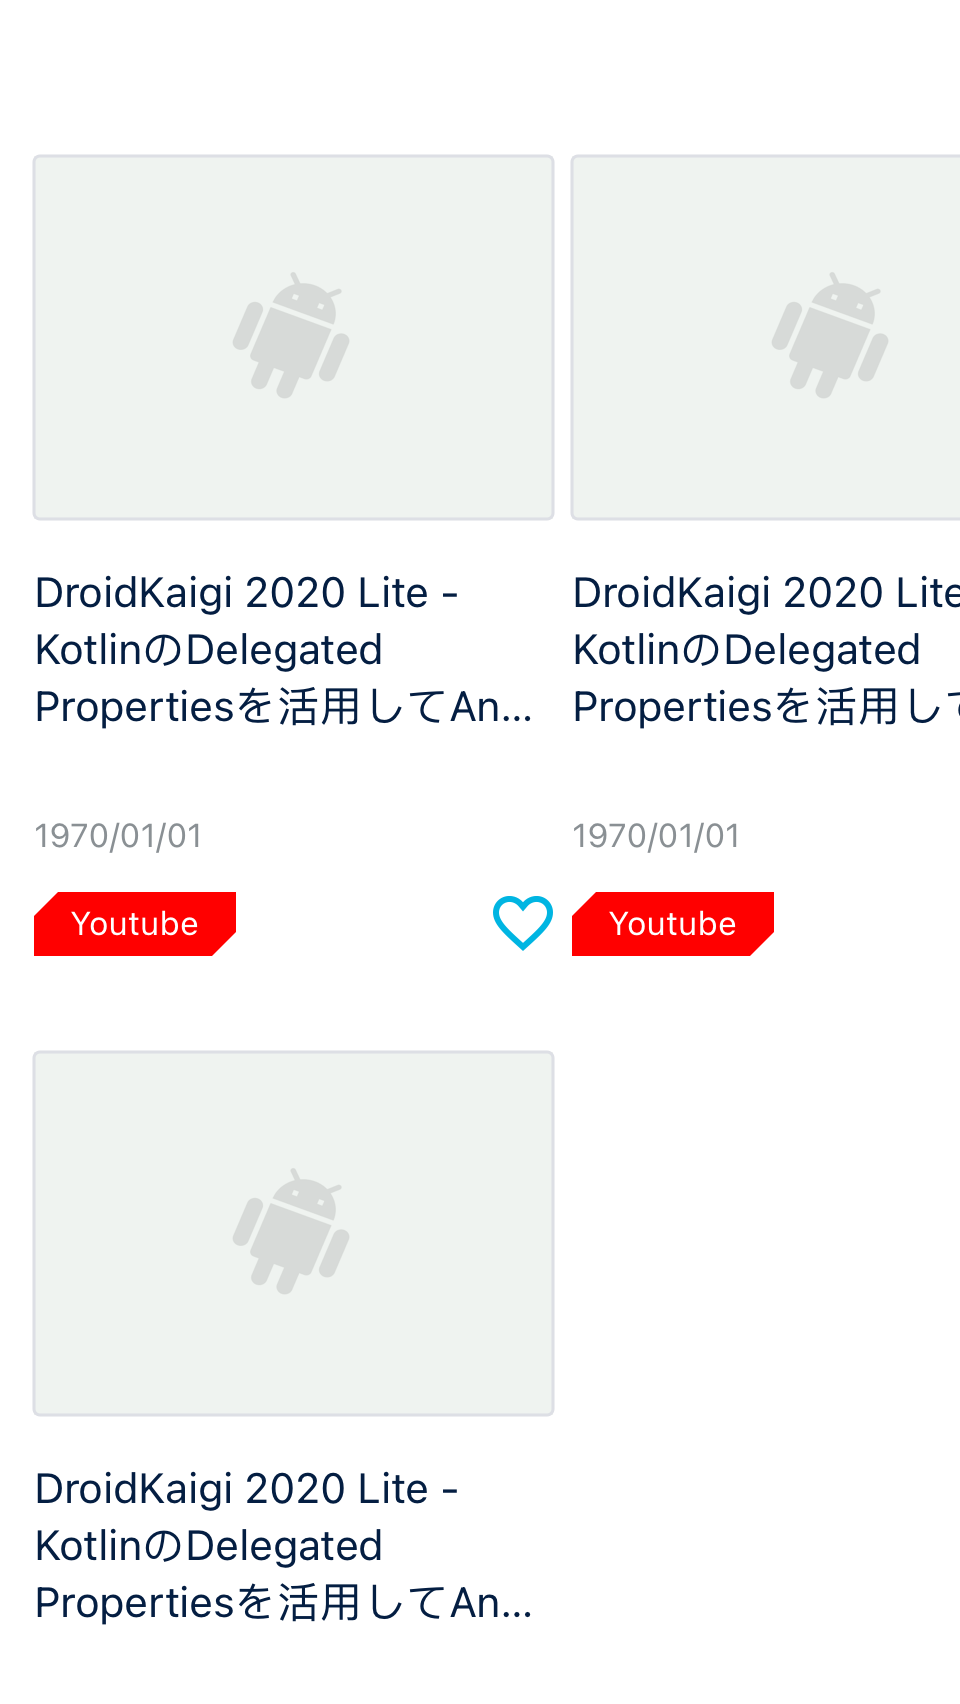 DroidKaigi 2020 Lite -
KotlinのDelegated
Propertiesを活用してAn...
1970/01/01
Youtube
DroidKaigi 2020 Lite
KotlinのDelegated
Propertiesを活用して
1970/01/01
Youtube
DroidKaigi 2020 Lite -
KotlinのDelegated
Propertiesを活用してAn...